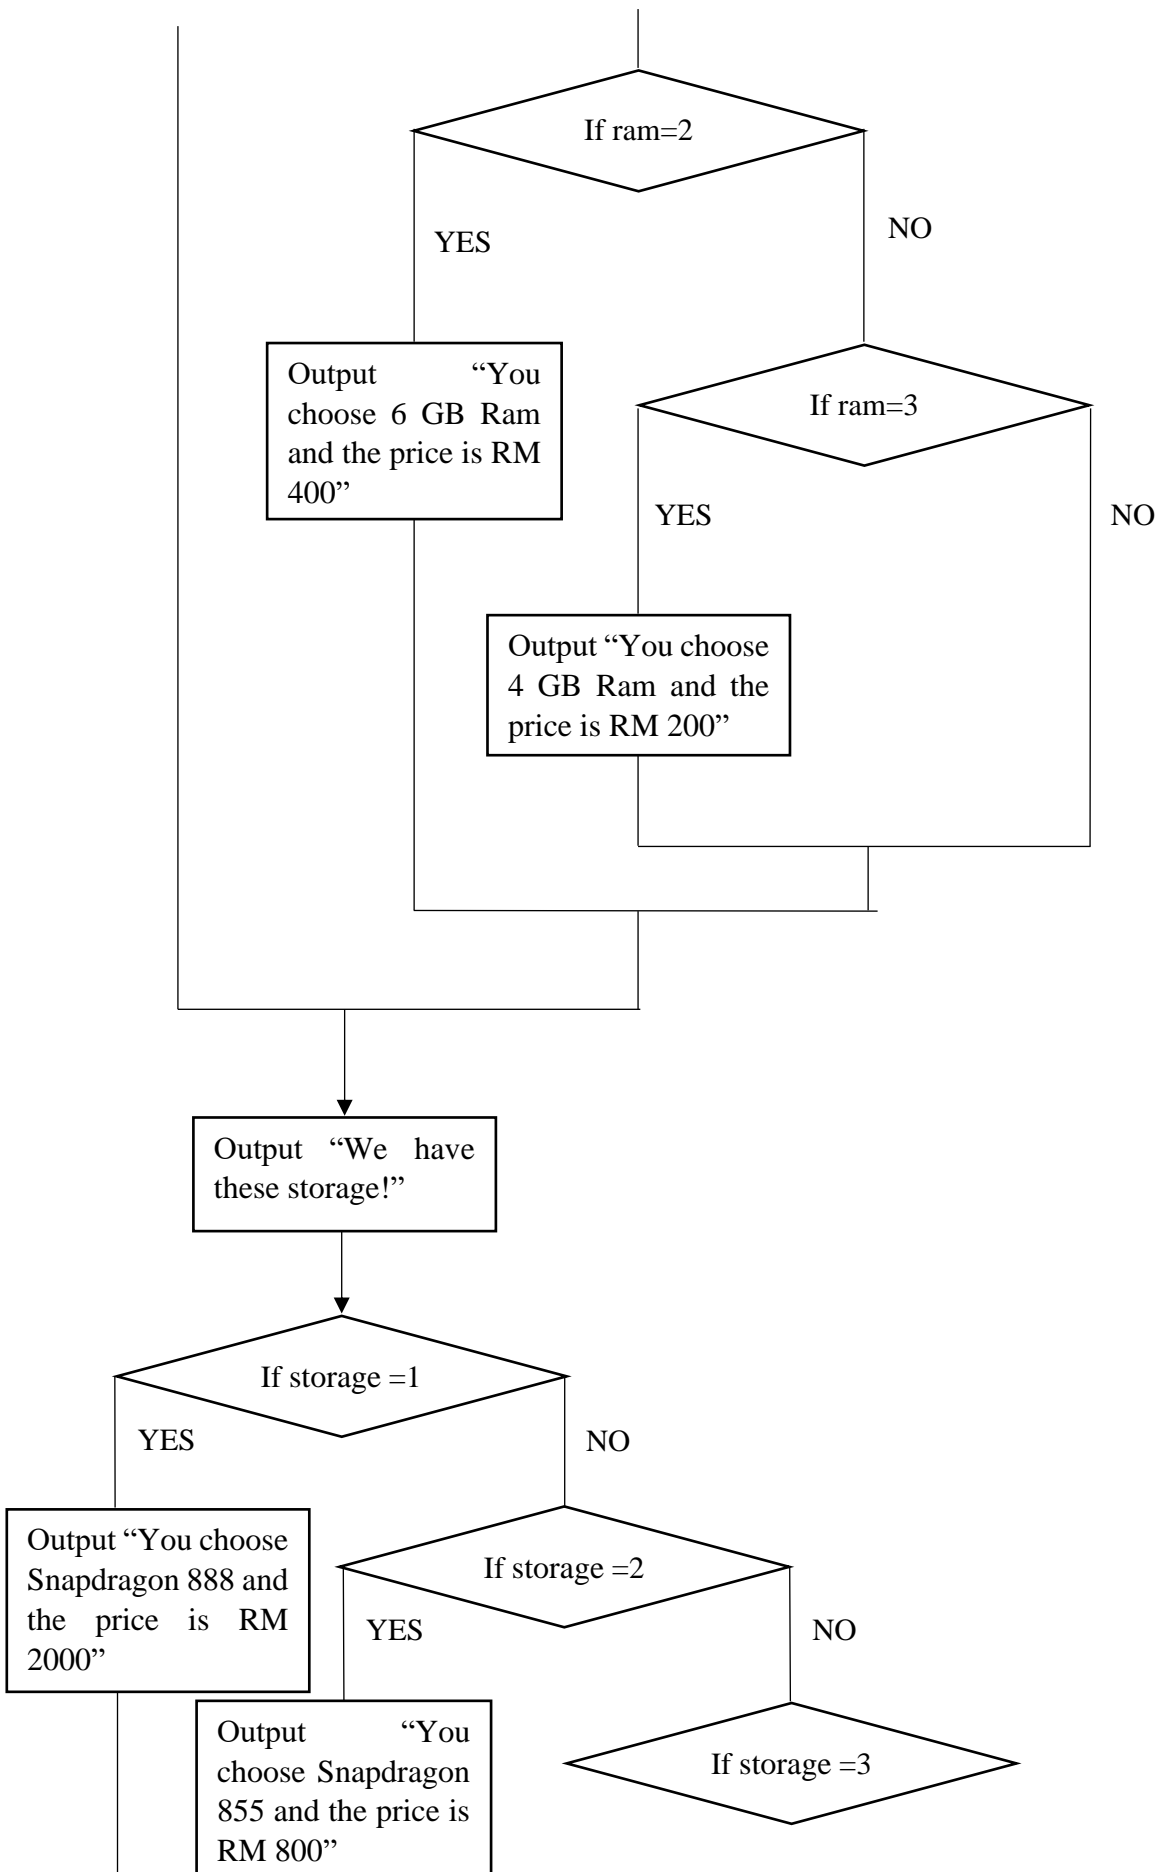 If ram=2
YES
NO
Output “You
choose 6 GB Ram
and the price is RM
400”
If ram=3
YES
NO
Output “You choose
4 GB Ram and the
price is RM 200”
Output “We have
these storage!”
If storage =1
YES
NO
Output “You choose
Snapdragon 888 and
the price is RM
2000”
If storage =2
YES
NO
Output “You
choose Snapdragon
855 and the price is
RM 800”
If storage =3